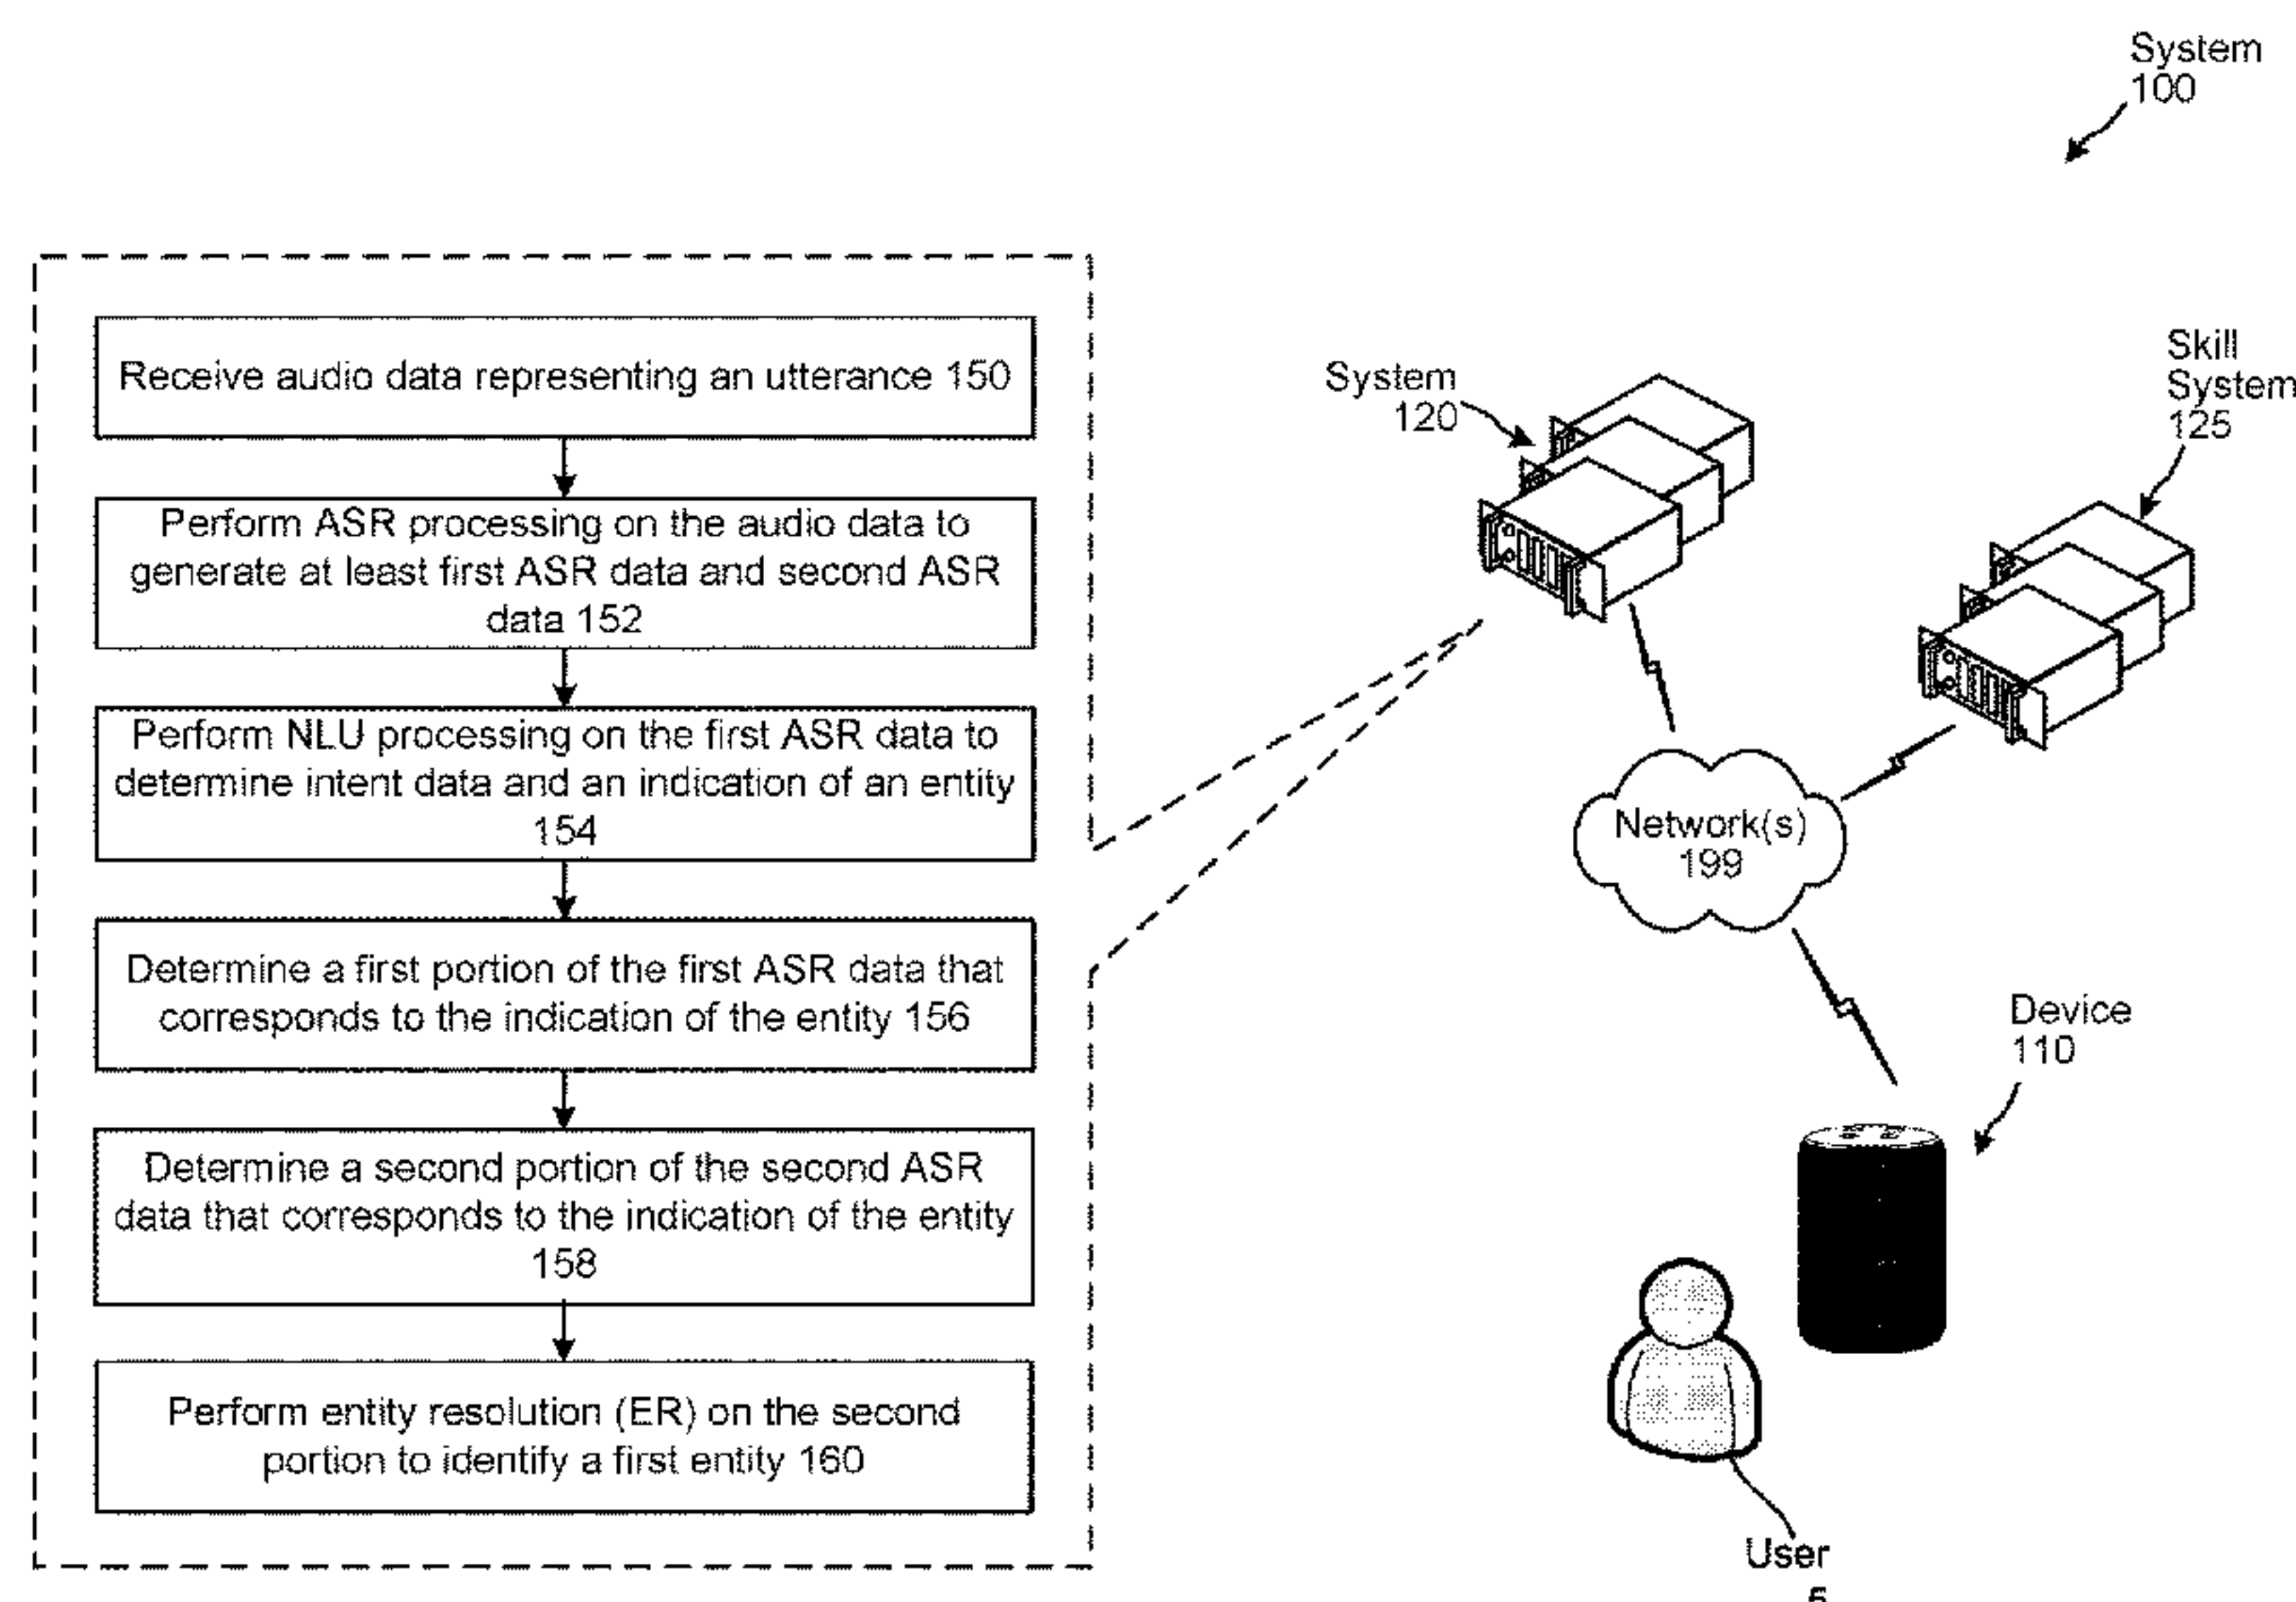 System
100
Receive audio data representing an utterance 150
Perform ASR processing on the audio data to
generate at least first ASR data and second ASR
data 152
Perform NLU processing on the first ASR data to
determine intent data and an indication of an entity
154
Determine a first portion of the first ASR data that
corresponds to the indication of the entity 156
Determine a second portion of the second ASR
data that corresponds to the indication of the entity
158
Perform entity resolution (ER) on the second
portion to identify a first entity 160
System
120
Skill
System
125
Network(s)
199
Device
110
User
5